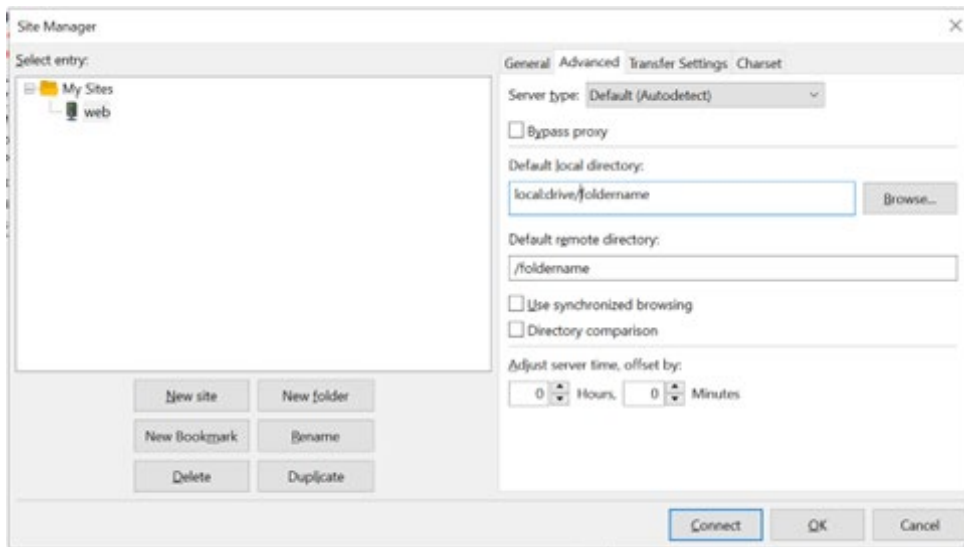 Site Manager
Select entry:
My Sites
web
New site New folder
New Bookmark Rename
Delete Duplicate
General Advanced Transfer Settings Charset
Server type: Default (Autodetect)
Bypass proxy
Default local directory:
local:drive/foldername Browse...
Default remote directory:
/foldername
Use synchronized browsing
Directory comparison
Adjust server time, offset by:
0 Hours, 0 Minutes
Connect OK Cancel